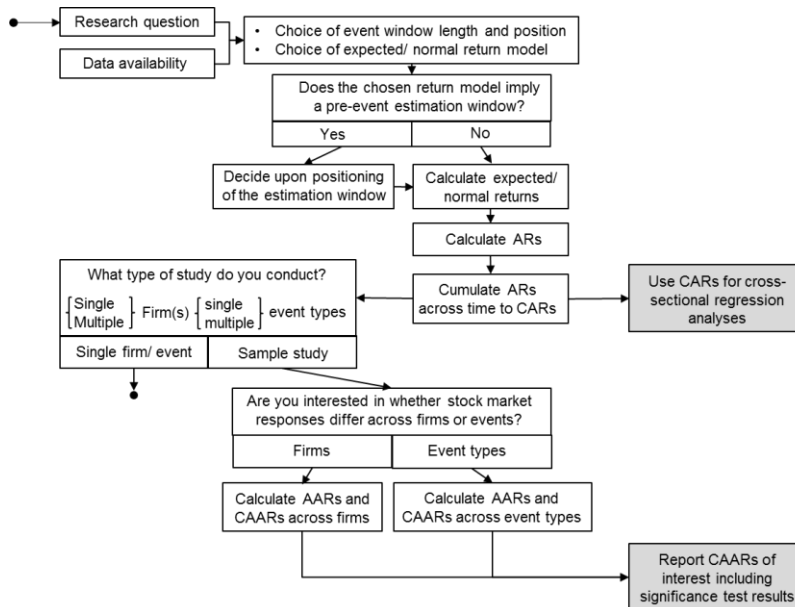 Research question
Data availability
• Choice of event window length and position
• Choice of expected/ normal return model
Does the chosen return model imply
a pre-event estimation window?
Yes
No
Decide upon positioning
of the estimation window
Calculate expected/
normal returns
Calculate ARs
Cumulate ARs
across time to CARs
Use CARs for cross-
sectional regression
analyses
What type of study do you conduct?
{Single
Multiple} Firm(s) {single
multiple} event types
Single firm/ event
Sample study
Are you interested in whether stock market
responses differ across firms or events?
Firms
Event types
Calculate AARs and
CAARs across firms
Calculate AARs and
CAARs across event types
Report CAARs of
interest including
significance test results